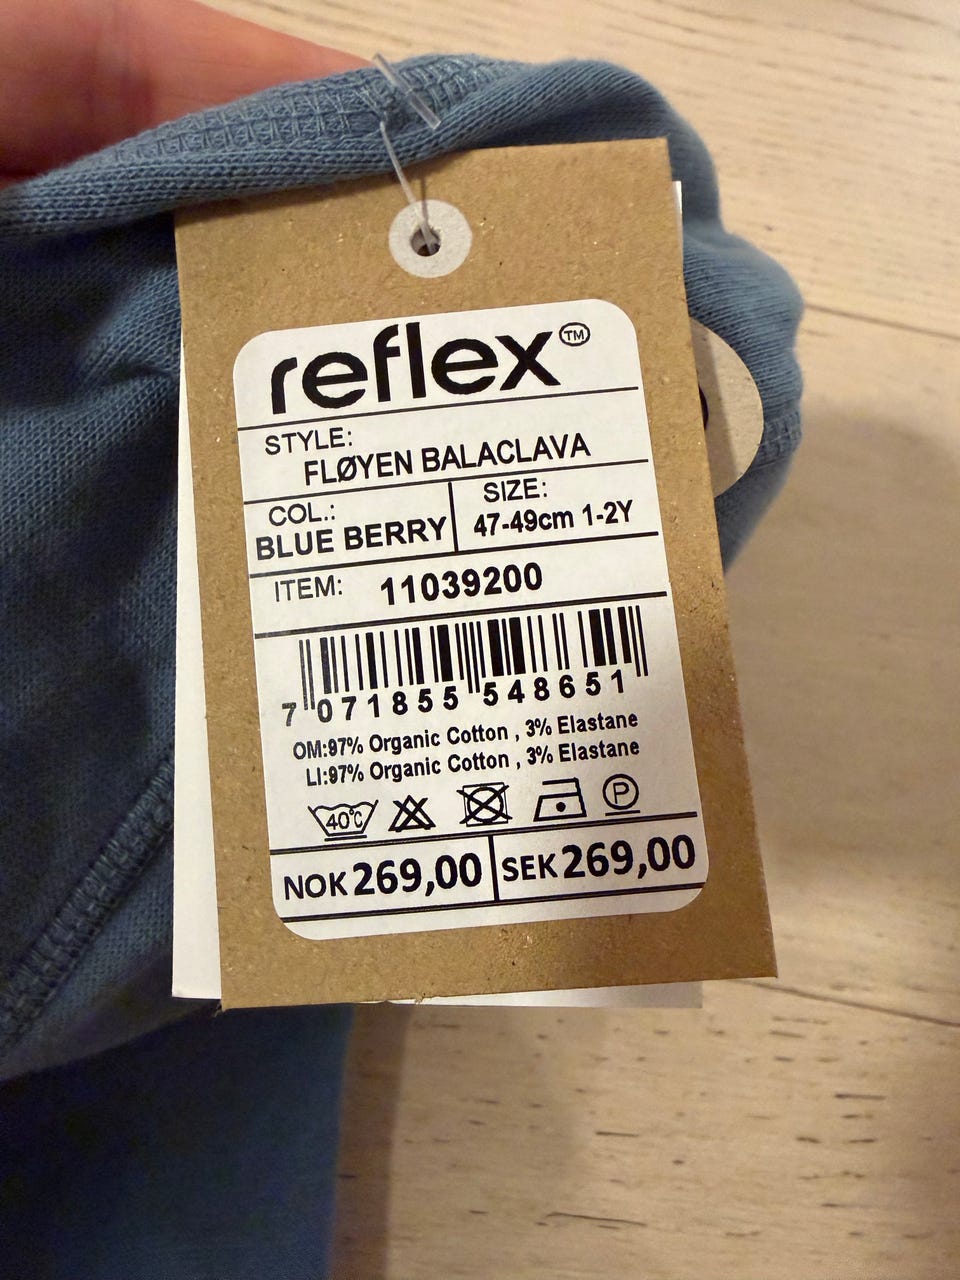 reflex™
STYLE:
FLØYEN BALACLAVA
COL.:
BLUE BERRY
SIZE:
47-49cm 1-2Y
ITEM: 11039200
7 071855 548651
OM:97% Organic Cotton , 3% Elastane
LI:97% Organic Cotton , 3% Elastane
40°C P
NOK 269,00 SEK 269,00